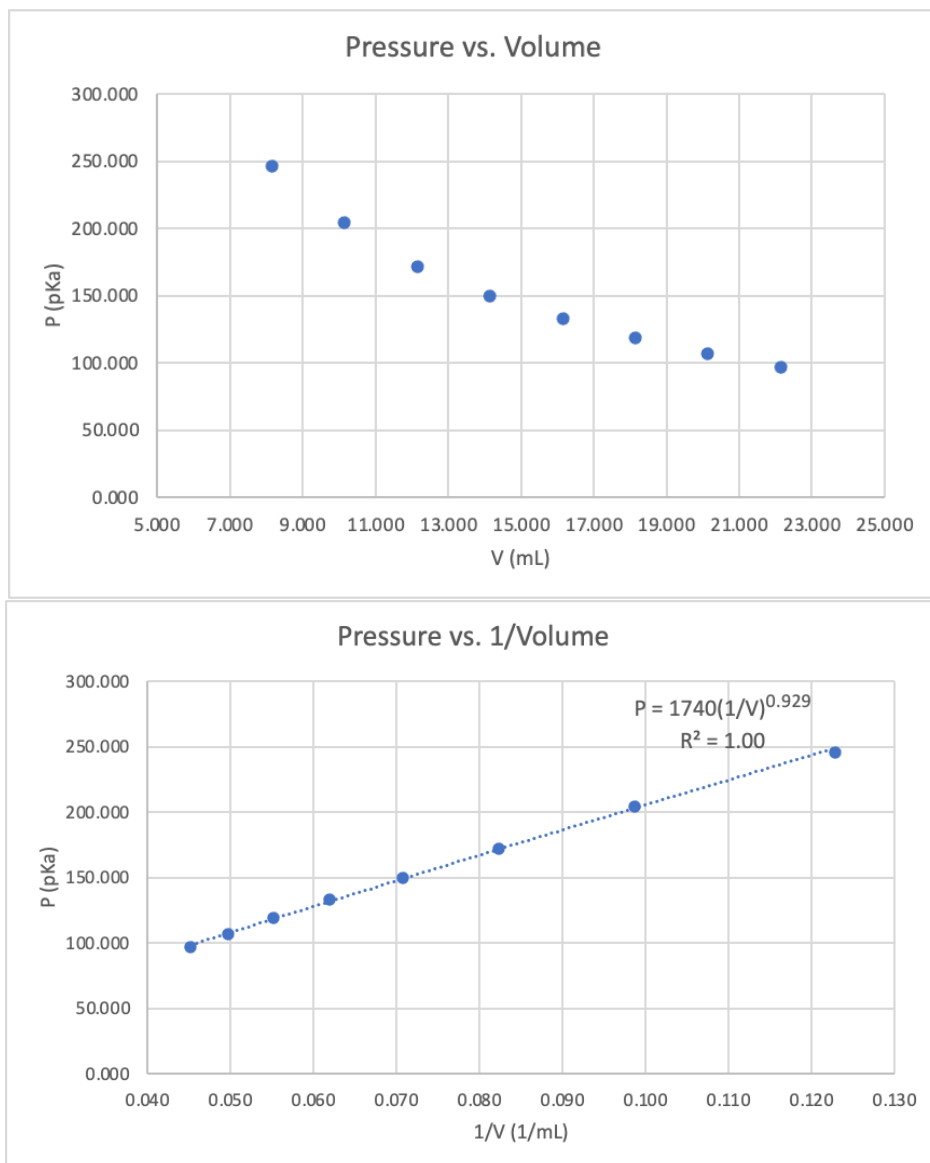 Pressure vs. Volume
300.000
250.000
200.000
150.000
100.000
50.000
0.000
P (pKa)
5.000 7.000 9.000 11.000 13.000 15.000 17.000 19.000 21.000 23.000 25.000
V (mL)
Pressure vs. 1/Volume
P = 1740(1/V)^0.929
R² = 1.00
300.000
250.000
200.000
150.000
100.000
50.000
0.000
P (pKa)
0.040 0.050 0.060 0.070 0.080 0.090 0.100 0.110 0.120 0.130
1/V (1/mL)